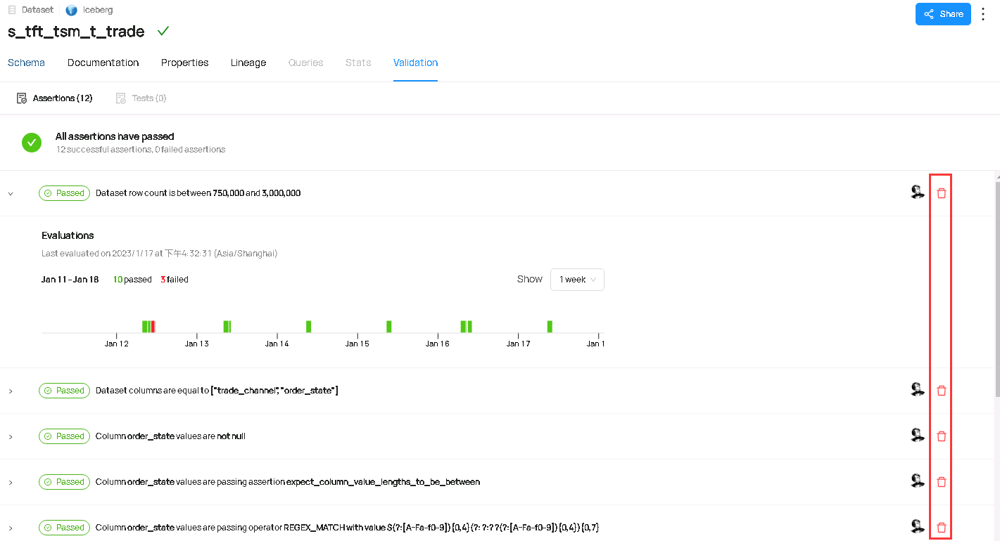 Dataset Iceberg
Share
s_tft_tsm_t_trade
Schema Documentation Properties Lineage Queries Stats Validation
Assertions (12) Tests (0)
All assertions have passed
12 successful assertions, 0 failed assertions
Passed Dataset row count is between 750,000 and 3,000,000
Evaluations
Last evaluated on 2023/1/17 at 下午4:32:31 (Asia/Shanghai)
Jan 11 - Jan 18 10 passed 3 failed Show 1 week
Jan 12 Jan 13 Jan 14 Jan 15 Jan 16 Jan 17 Jan 1
Passed Dataset columns are equal to ["trade_channel", "order_state"]
Passed Column order_state values are not null
Passed Column order_state values are passing assertion expect_column_value_lengths_to_be_between
Passed Column order_state values are passing operator REGEX_MATCH with value ${?:[A-Fa-f0-9]){0,4}(?: ?:??(?:[A-Fa-f0-9]){0,4}){0,7}